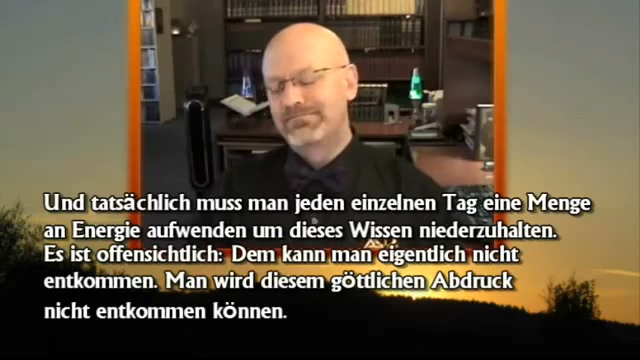 Und tatsächlich muss man jeden einzelnen Tag eine Menge
an Energie aufwenden um dieses Wissen niederzuhalten.
Es ist offensichtlich: Dem kann man eigentlich nicht
entkommen. Man wird diesem göttlichen Abdruck
nicht entkommen können.